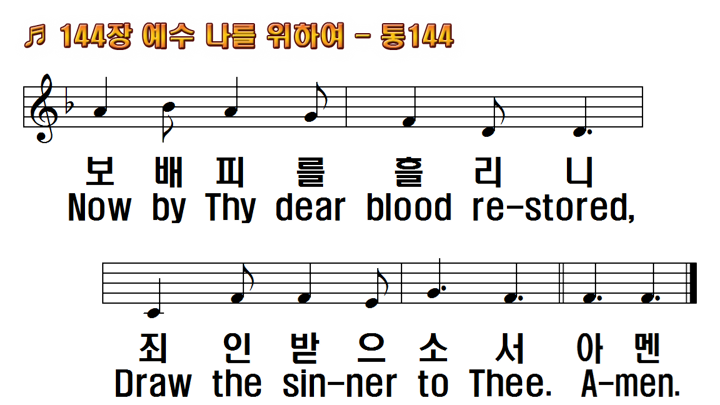 ♬ 144장 예수 나를 위하여 - 통144
보 배 피 를 흘 리 니
Now by Thy dear blood re-stored,
죄 인 받 으 소 서 아 멘
Draw the sin-ner to Thee. A-men.